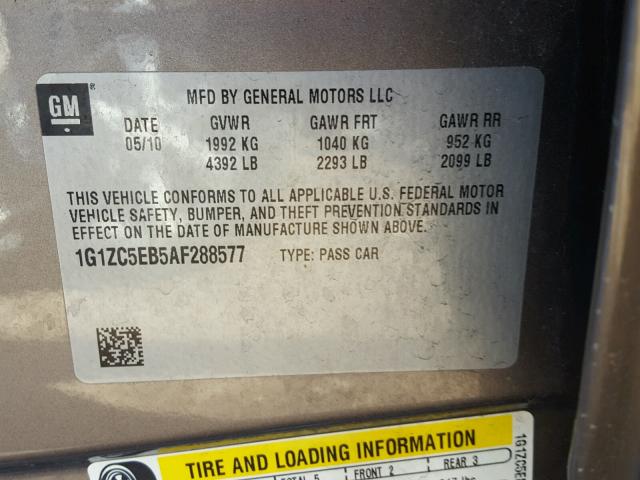 GM
®
MFD BY GENERAL MOTORS LLC
DATE GVWR GAWR FRT GAWR RR
05/10 1992 KG 1040 KG 952 KG
4392 LB 2293 LB 2099 LB
THIS VEHICLE CONFORMS TO ALL APPLICABLE U.S. FEDERAL MOTOR
VEHICLE SAFETY, BUMPER, AND THEFT PREVENTION STANDARDS IN
EFFECT ON THE DATE OF MANUFACTURE SHOWN ABOVE.
1G1ZC5EB5AF288577 TYPE: PASS CAR
TIRE AND LOADING INFORMATION
TOTAL 5 FRONT 2 REAR 3
1G1ZC5E